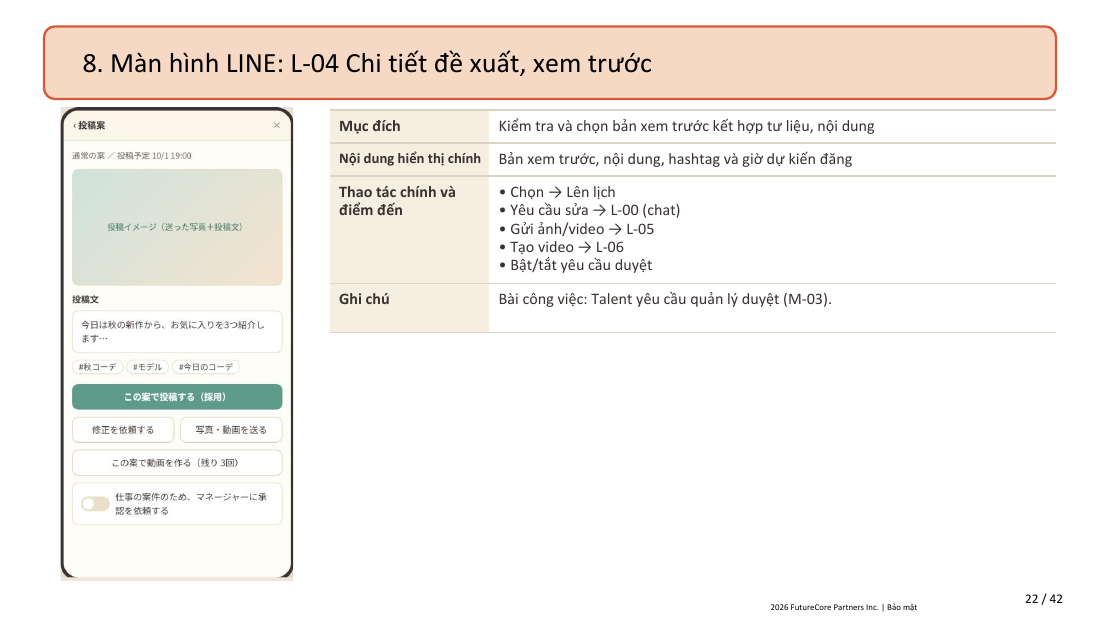 8. Màn hình LINE: L-04 Chi tiết đề xuất, xem trước
‹ 投稿案 ×
通常の案 ／ 投稿予定 10/1 19:00
投稿イメージ（送った写真＋投稿文）
投稿文
今日は秋の新作から、お気に入りを3つ紹介し
ます…
#秋コーデ #モデル #今日のコーデ
この案で投稿する（採用）
修正を依頼する 写真・動画を送る
この案で動画を作る（残り 3回）
仕事の案件のため、マネージャーに承
認を依頼する
Mục đích Kiểm tra và chọn bản xem trước kết hợp tư liệu, nội dung
Nội dung hiển thị chính Bản xem trước, nội dung, hashtag và giờ dự kiến đăng
Thao tác chính và
điểm đến
• Chọn → Lên lịch
• Yêu cầu sửa → L-00 (chat)
• Gửi ảnh/video → L-05
• Tạo video → L-06
• Bật/tắt yêu cầu duyệt
Ghi chú Bài công việc: Talent yêu cầu quản lý duyệt (M-03).
2026 FutureCore Partners Inc. | Bảo mật
22 / 42